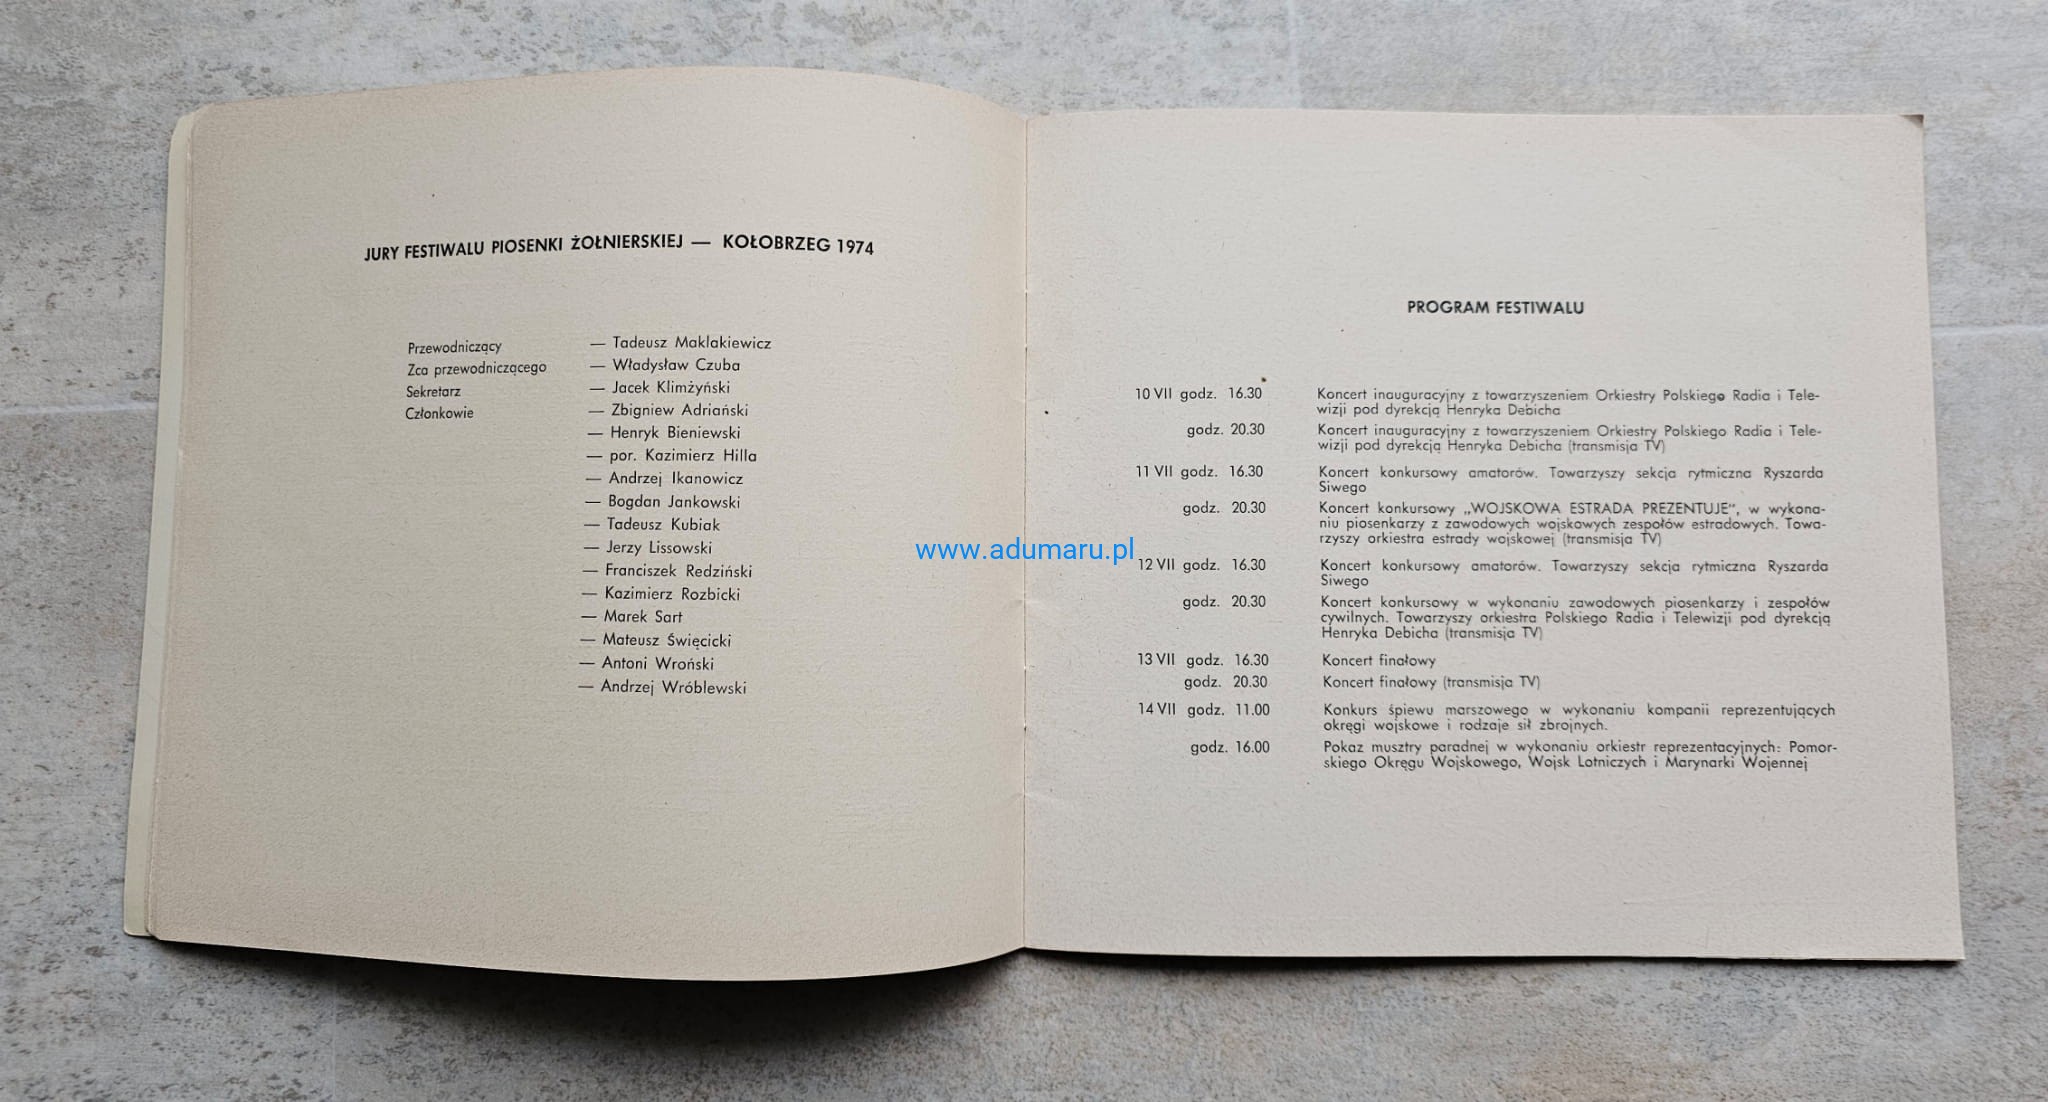 JURY FESTIWALU PIOSENKI ŻOŁNIERSKIEJ — KOŁOBRZEG 1974
Przewodniczący — Tadeusz Maklakiewicz
Zca przewodniczącego — Władysław Czuba
Sekretarz — Jacek Klimżyński
Członkowie — Zbigniew Adriański
— Henryk Bieniewski
— por. Kazimierz Hilla
— Andrzej Ikanowicz
— Bogdan Jankowski
— Tadeusz Kubiak
— Jerzy Lissowski
— Franciszek Redziński
— Kazimierz Rozbicki
— Marek Sart
— Mateusz Święcicki
— Antoni Wroński
— Andrzej Wróblewski
www.adumaru.pl
PROGRAM FESTIWALU
10 VII godz. 16.30 Koncert inauguracyjny z towarzyszeniem Orkiestry Polskiego Radia i Tele-
wizji pod dyrekcją Henryka Debicha
godz. 20.30 Koncert inauguracyjny z towarzyszeniem Orkiestry Polskiego Radia i Tele-
wizji pod dyrekcją Henryka Debicha (transmisja TV)
11 VII godz. 16.30 Koncert konkursowy amatorów. Towarzyszy sekcja rytmiczna Ryszarda
Siwego
godz. 20.30 Koncert konkursowy „WOJSKOWA ESTRADA PREZENTUJE", w wykona-
niu piosenkarzy z zawodowych wojskowych zespołów estradowych. Towa-
rzyszy orkiestra estrady wojskowej (transmisja TV)
12 VII godz. 16.30 Koncert konkursowy amatorów. Towarzyszy sekcja rytmiczna Ryszarda
Siwego
godz. 20.30 Koncert konkursowy w wykonaniu zawodowych piosenkarzy i zespołów
cywilnych. Towarzyszy orkiestra Polskiego Radia i Telewizji pod dyrekcją
Henryka Debicha (transmisja TV)
13 VII godz. 16.30 Koncert finałowy
godz. 20.30 Koncert finałowy (transmisja TV)
14 VII godz. 11.00 Konkurs śpiewu marszowego w wykonaniu kompanii reprezentujących
okręgi wojskowe i rodzaje sił zbrojnych.
godz. 16.00 Pokaz musztry paradnej w wykonaniu orkiestr reprezentacyjnych: Pomor-
skiego Okręgu Wojskowego, Wojsk Lotniczych i Marynarki Wojennej